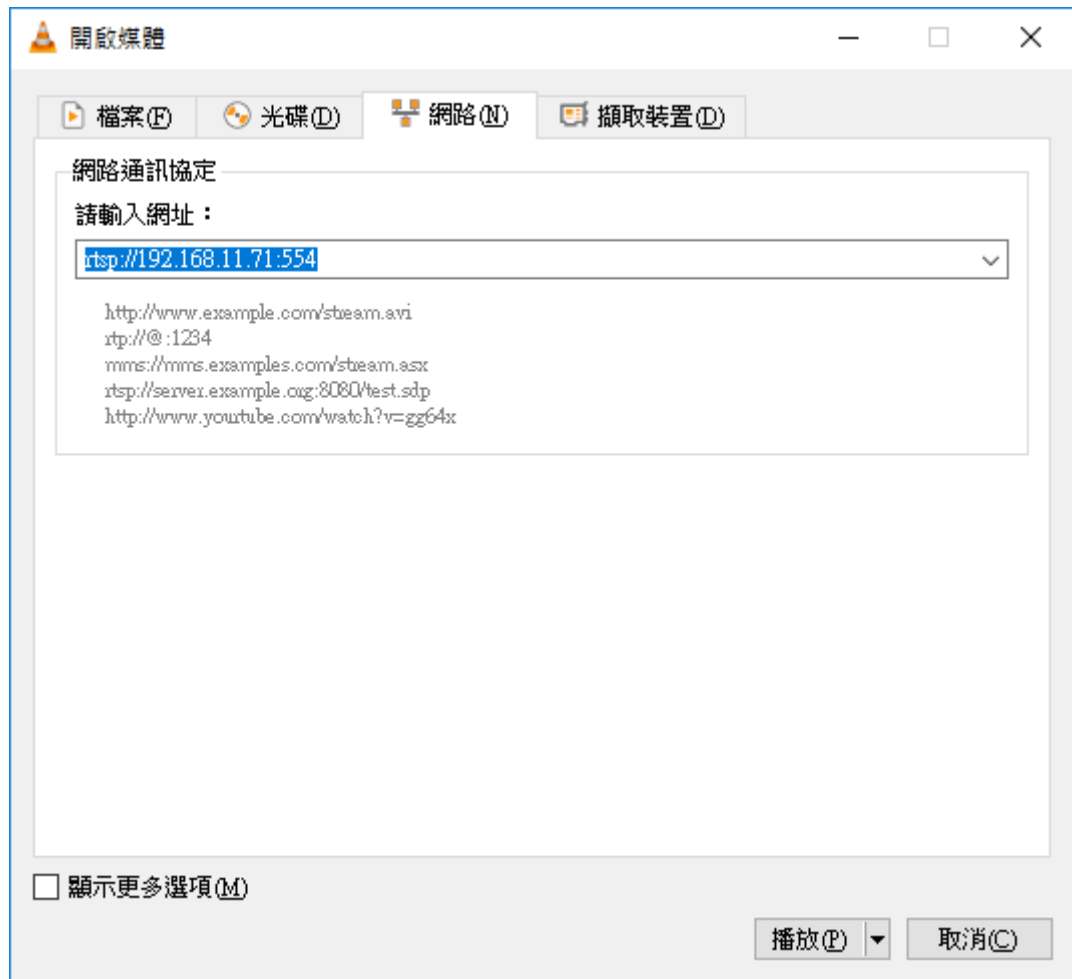 開啟媒體
檔案(F) 光碟(D) 網路(N) 擷取裝置(D)
網路通訊協定
請輸入網址：
rtsp://192.168.11.71:554
http://www.example.com/stream.avi
rtp://@:1234
mms://mms.examples.com/stream.asx
rtsp://server.example.org:8080/test.sdp
http://www.yourtube.com/watch?v=gg64x
顯示更多選項(M)
播放(P) 取消(C)